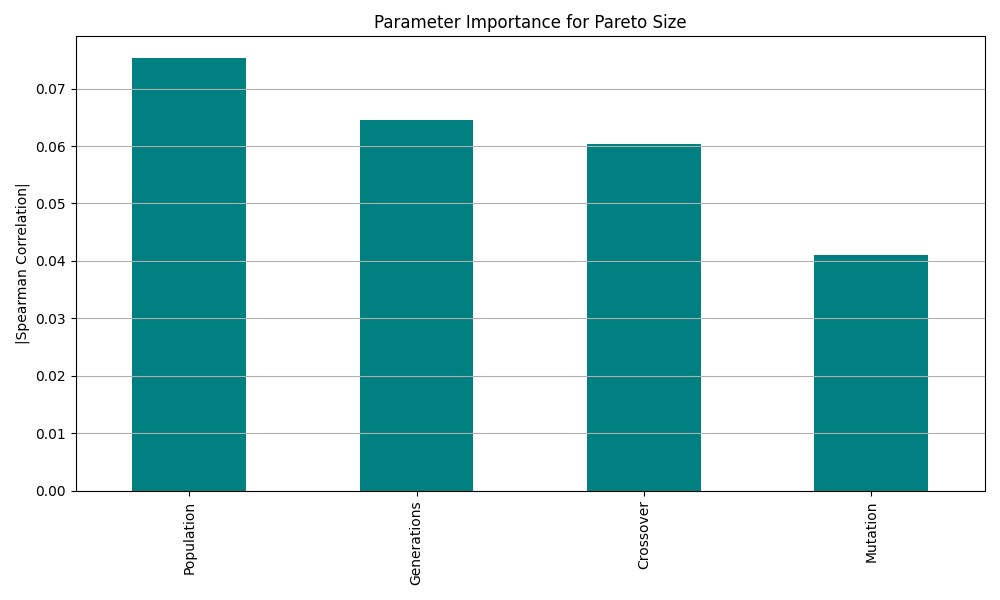 Parameter Importance for Pareto Size
|Spearman Correlation|
0.07
0.06
0.05
0.04
0.03
0.02
0.01
0.00
Population
Generations
Crossover
Mutation